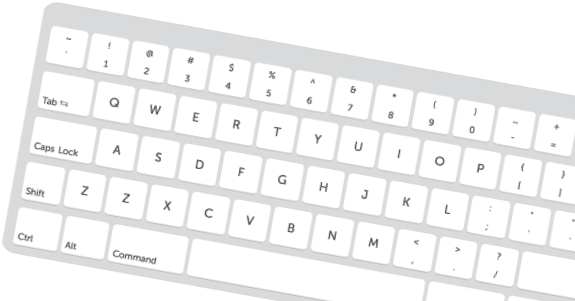 ~ ! @ # $ % ^ & * ( ) – +
` 1 2 3 4 5 6 7 8 9 0 - =
Tab ⇆ Q W E R T Y U I O P { }
[ ]
Caps Lock A S D F G H J K L :
;
Shift Z Z X C V B N M < > ?
, . /
Ctrl Alt Command